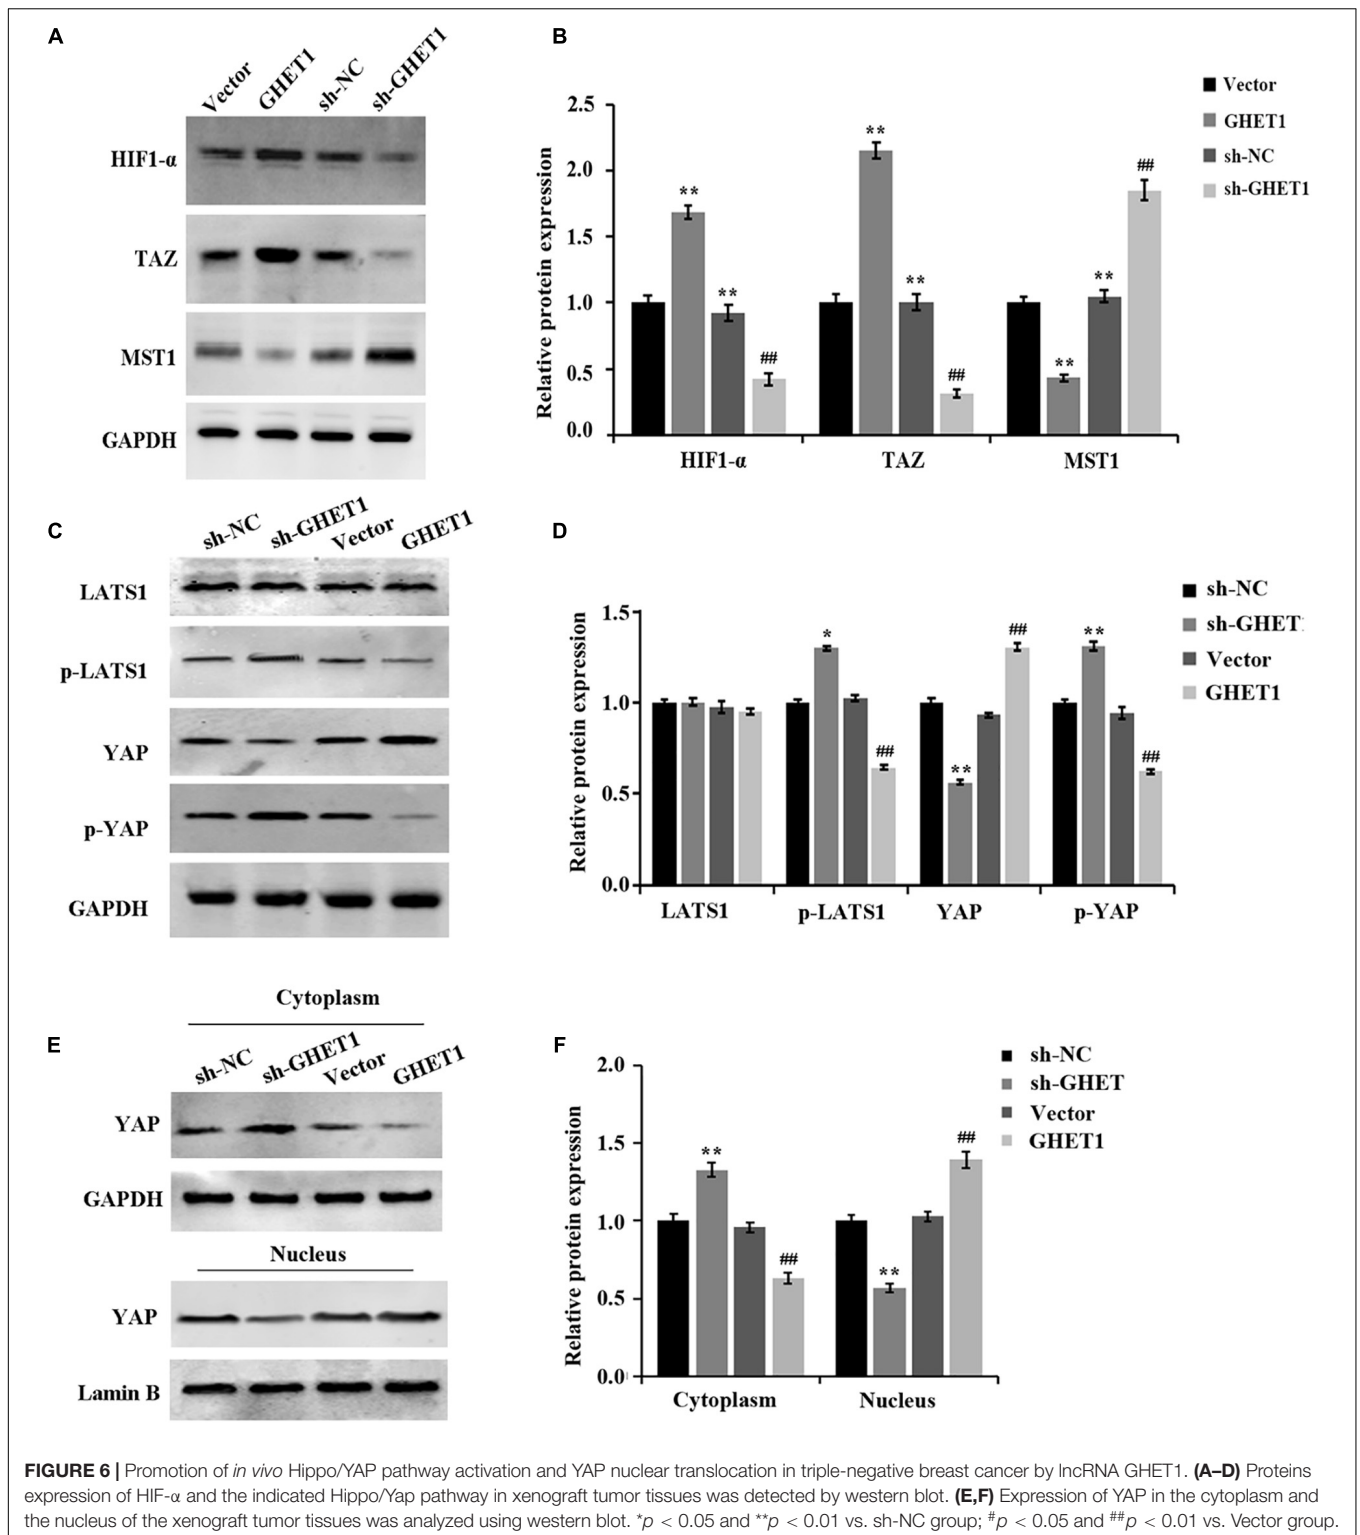 A
Vector GHET1 sh-NC sh-GHET1
HIF1-α
TAZ
MST1
GAPDH
B
Relative protein expression
2.5
2.0
1.5
1.0
0.5
0.0
** ** ##
** ** ##
** ** ##
HIF1-α TAZ MST1
Vector
GHET1
sh-NC
sh-GHET1
C
sh-NC sh-GHET1 Vector GHET1
LATS1
p-LATS1
YAP
p-YAP
GAPDH
D
Relative protein expression
1.5
1.0
0.5
0.0
* ##
** ##
** ##
LATS1 p-LATS1 YAP p-YAP
sh-NC
sh-GHET
Vector
GHET1
E
Cytoplasm
sh-NC sh-GHET1 Vector GHET1
YAP
GAPDH
Nucleus
YAP
Lamin B
F
Relative protein expression
2.0
1.5
1.0
0.5
0.0
** ##
** ##
Cytoplasm Nucleus
sh-NC
sh-GHET
Vector
GHET1
FIGURE 6 | Promotion of in vivo Hippo/YAP pathway activation and YAP nuclear translocation in triple-negative breast cancer by lncRNA GHET1. (A–D) Proteins
expression of HIF-α and the indicated Hippo/Yap pathway in xenograft tumor tissues was detected by western blot. (E,F) Expression of YAP in the cytoplasm and
the nucleus of the xenograft tumor tissues was analyzed using western blot. *p < 0.05 and **p < 0.01 vs. sh-NC group; #p < 0.05 and ##p < 0.01 vs. Vector group.